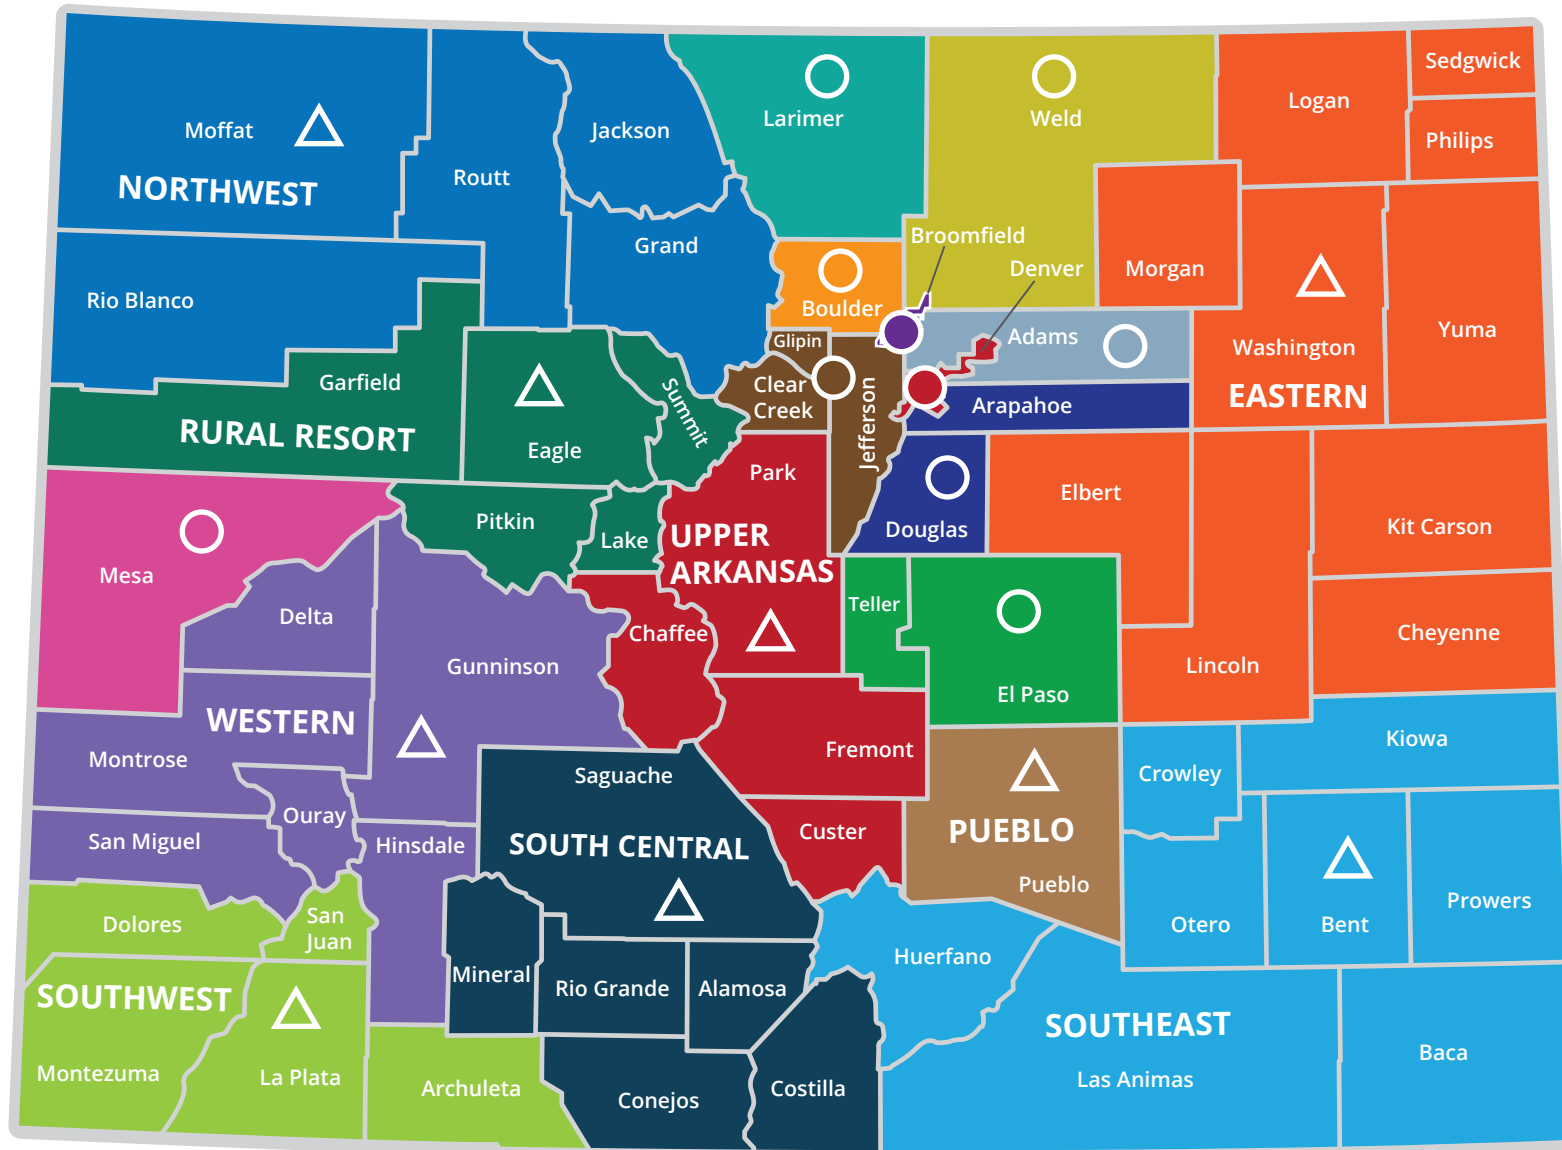 Sedgwick
Logan
Larimer
Weld
Moffat
Jackson
Philips
Routt
NORTHWEST
Broomfield
Grand
Denver
Morgan
Rio Blanco
Boulder
Yuma
Adams
Glipin
Washington
Garfield
Clear
Creek
EASTERN
Arapahoe
Summit
Jefferson
RURAL RESORT
Eagle
Park
Elbert
Pitkin
Kit Carson
Douglas
Lake
UPPER
ARKANSAS
Mesa
Teller
Delta
Chaffee
Cheyenne
Gunninson
Lincoln
El Paso
WESTERN
Kiowa
Fremont
Montrose
Saguache
Crowley
Ouray
PUEBLO
Custer
San Miguel
Hinsdale
SOUTH CENTRAL
Pueblo
Prowers
San
Juan
Dolores
Otero
Bent
Huerfano
Mineral
Rio Grande
Alamosa
SOUTHWEST
SOUTHEAST
Baca
Montezuma
La Plata
Las Animas
Archuleta
Costilla
Conejos